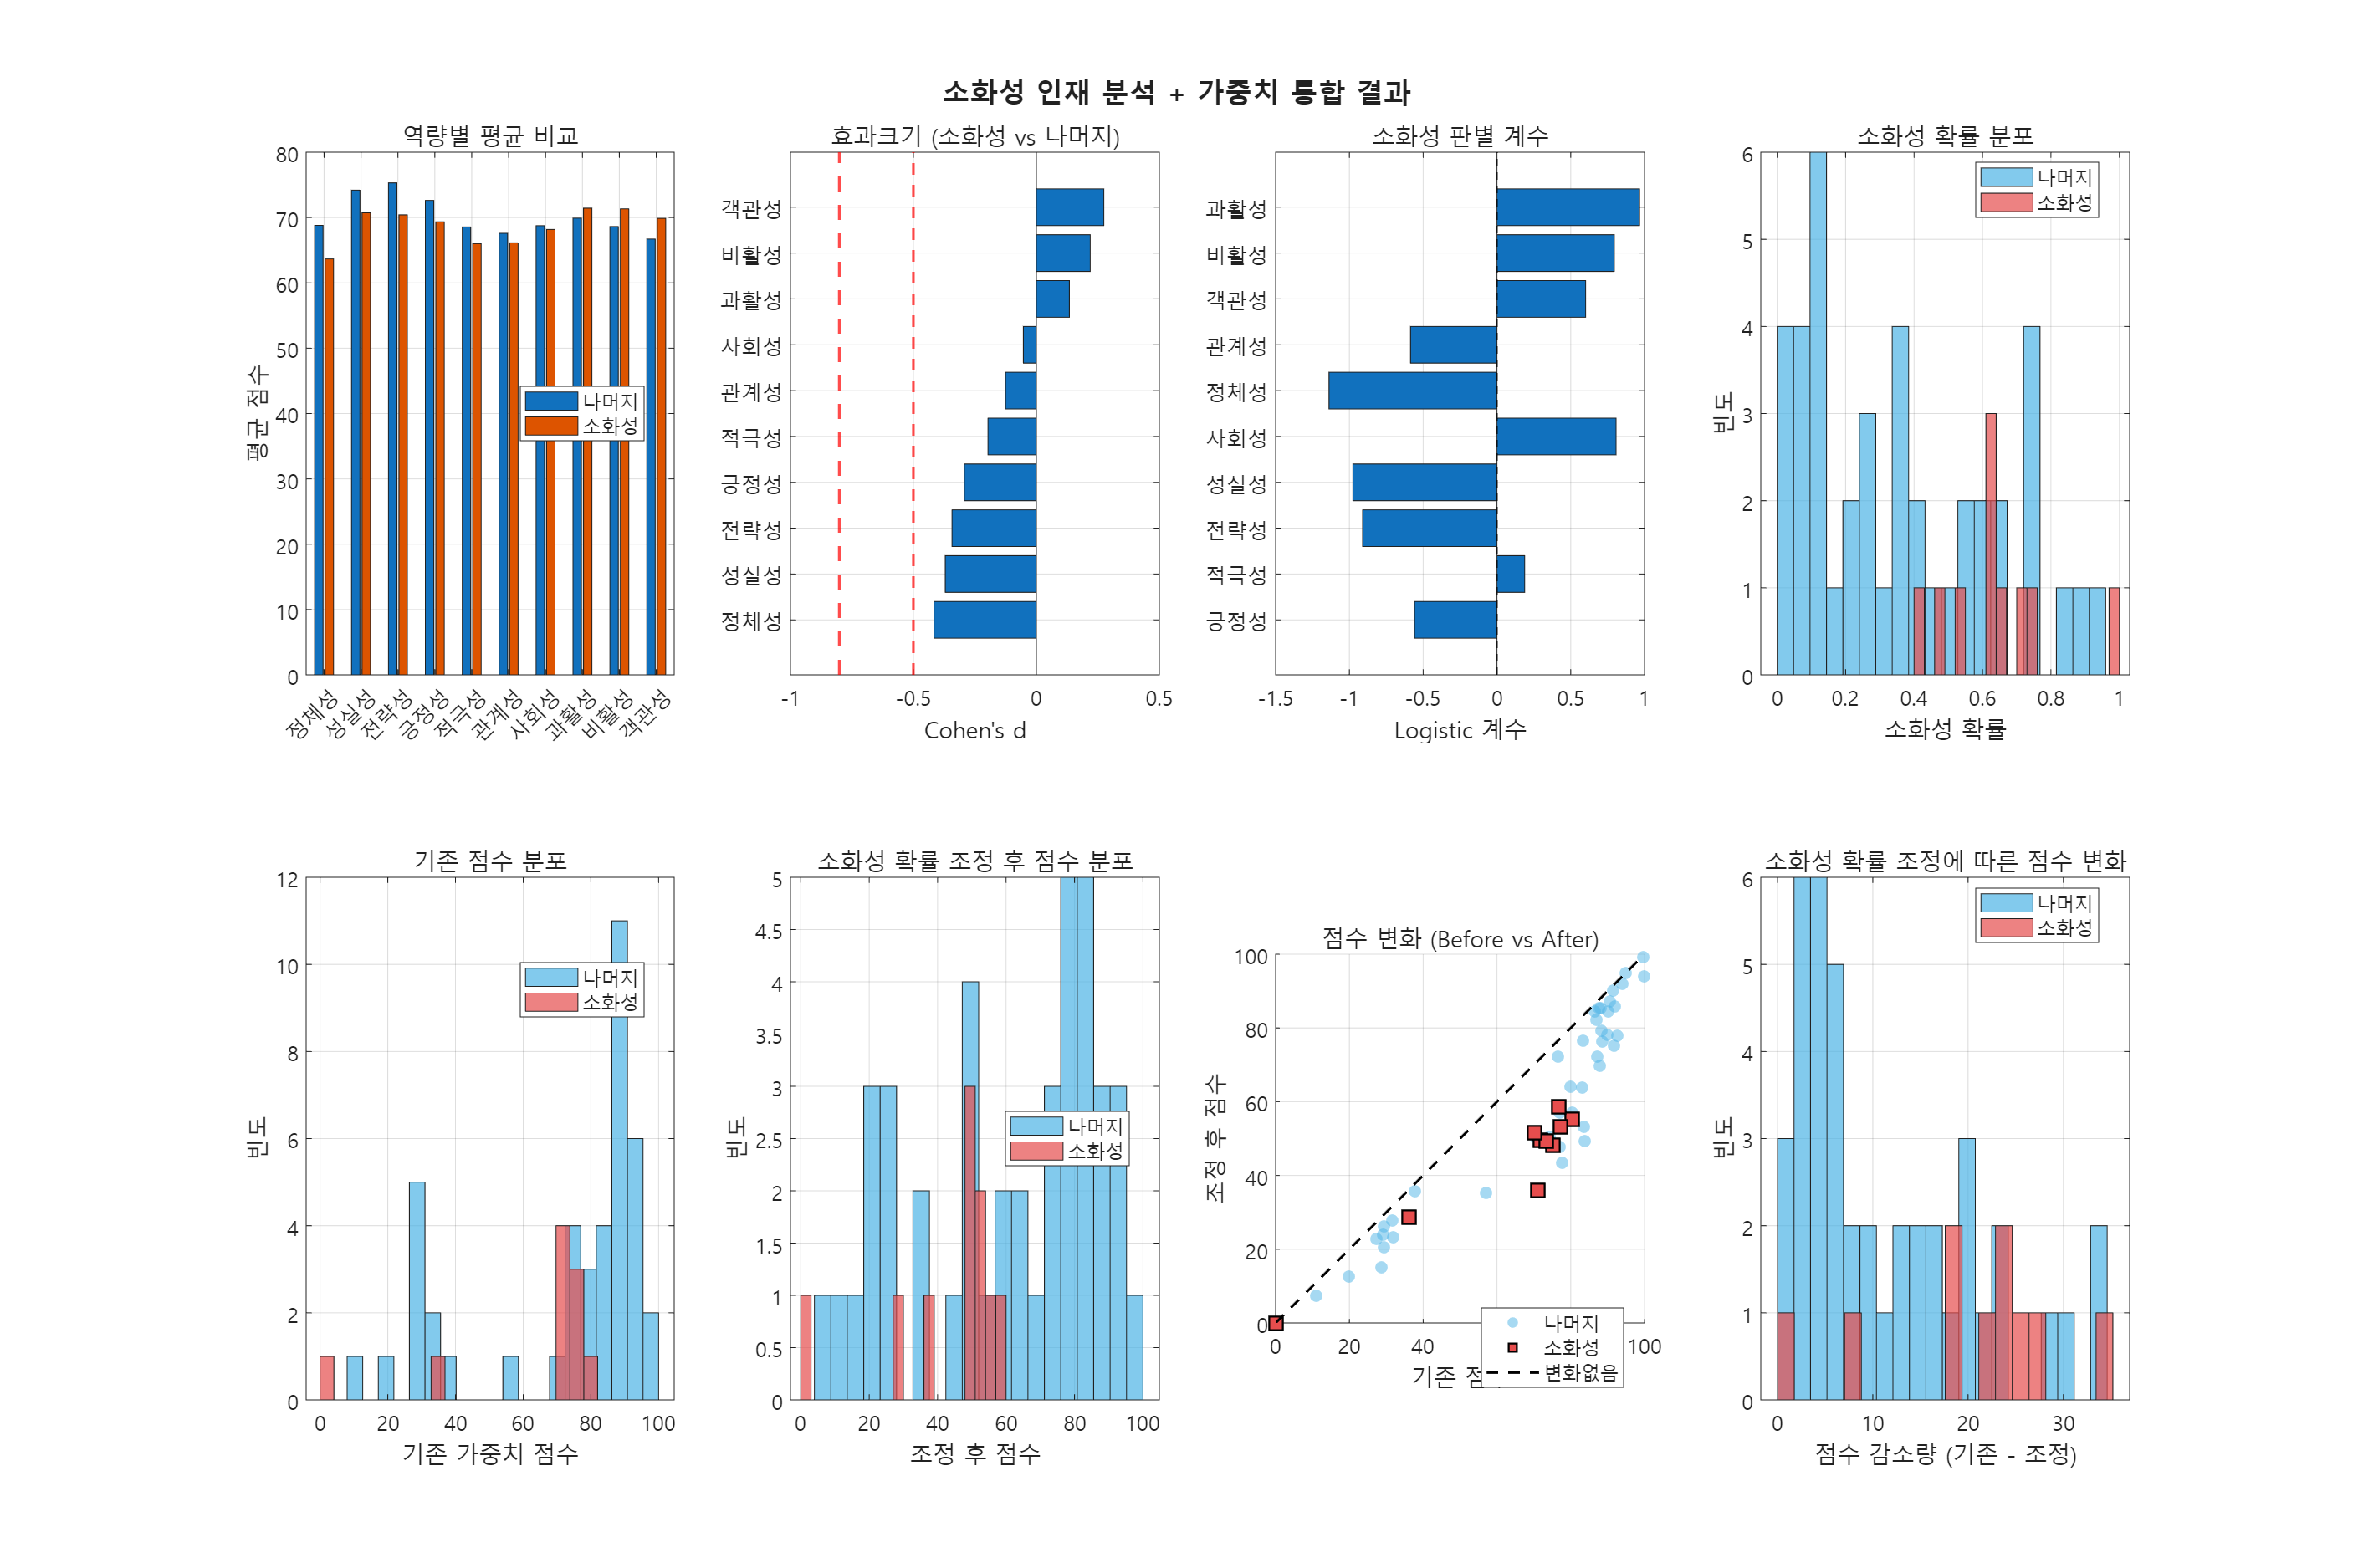 소화성 인재 분석 + 가중치 통합 결과
역량별 평균 비교
평균 점수
80
70
60
50
40
30
20
10
0
나머지
소화성
정체성
성실성
전략성
긍정성
적극성
관계성
사회성
과활성
비활성
객관성
효과크기 (소화성 vs 나머지)
객관성
비활성
과활성
사회성
관계성
적극성
긍정성
전략성
성실성
정체성
-1 -0.5 0 0.5
Cohen's d
소화성 판별 계수
과활성
비활성
객관성
관계성
정체성
사회성
성실성
전략성
적극성
긍정성
-1.5 -1 -0.5 0 0.5 1
Logistic 계수
소화성 확률 분포
빈도
6
5
4
3
2
1
0
나머지
소화성
0 0.2 0.4 0.6 0.8 1
소화성 확률
기존 점수 분포
빈도
12
10
8
6
4
2
0
나머지
소화성
0 20 40 60 80 100
기존 가중치 점수
소화성 확률 조정 후 점수 분포
빈도
5
4.5
4
3.5
3
2.5
2
1.5
1
0.5
0
나머지
소화성
0 20 40 60 80 100
조정 후 점수
점수 변화 (Before vs After)
조정 후 점수
100
80
60
40
20
0
0 20 40 100
기존
나머지
소화성
변화없음
소화성 확률 조정에 따른 점수 변화
빈도
6
5
4
3
2
1
0
나머지
소화성
0 10 20 30
점수 감소량 (기존 - 조정)